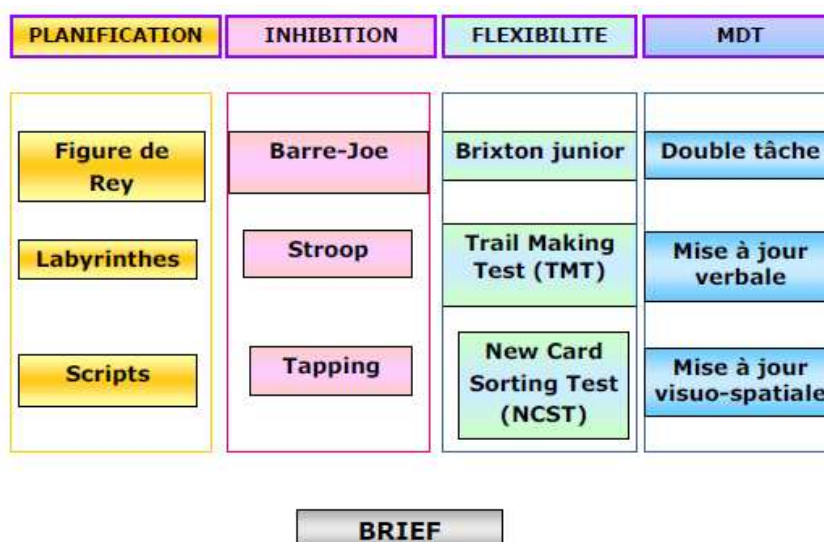 PLANIFICATION
INHIBITION
FLEXIBILITE
MDT
Figure de
Rey
Labyrinthes
Scripts
Barre-Joe
Stroop
Tapping
Brixton junior
Trail Making
Test (TMT)
New Card
Sorting Test
(NCST)
Double tâche
Mise à jour
verbale
Mise à jour
visuo-spatiale
BRIEF